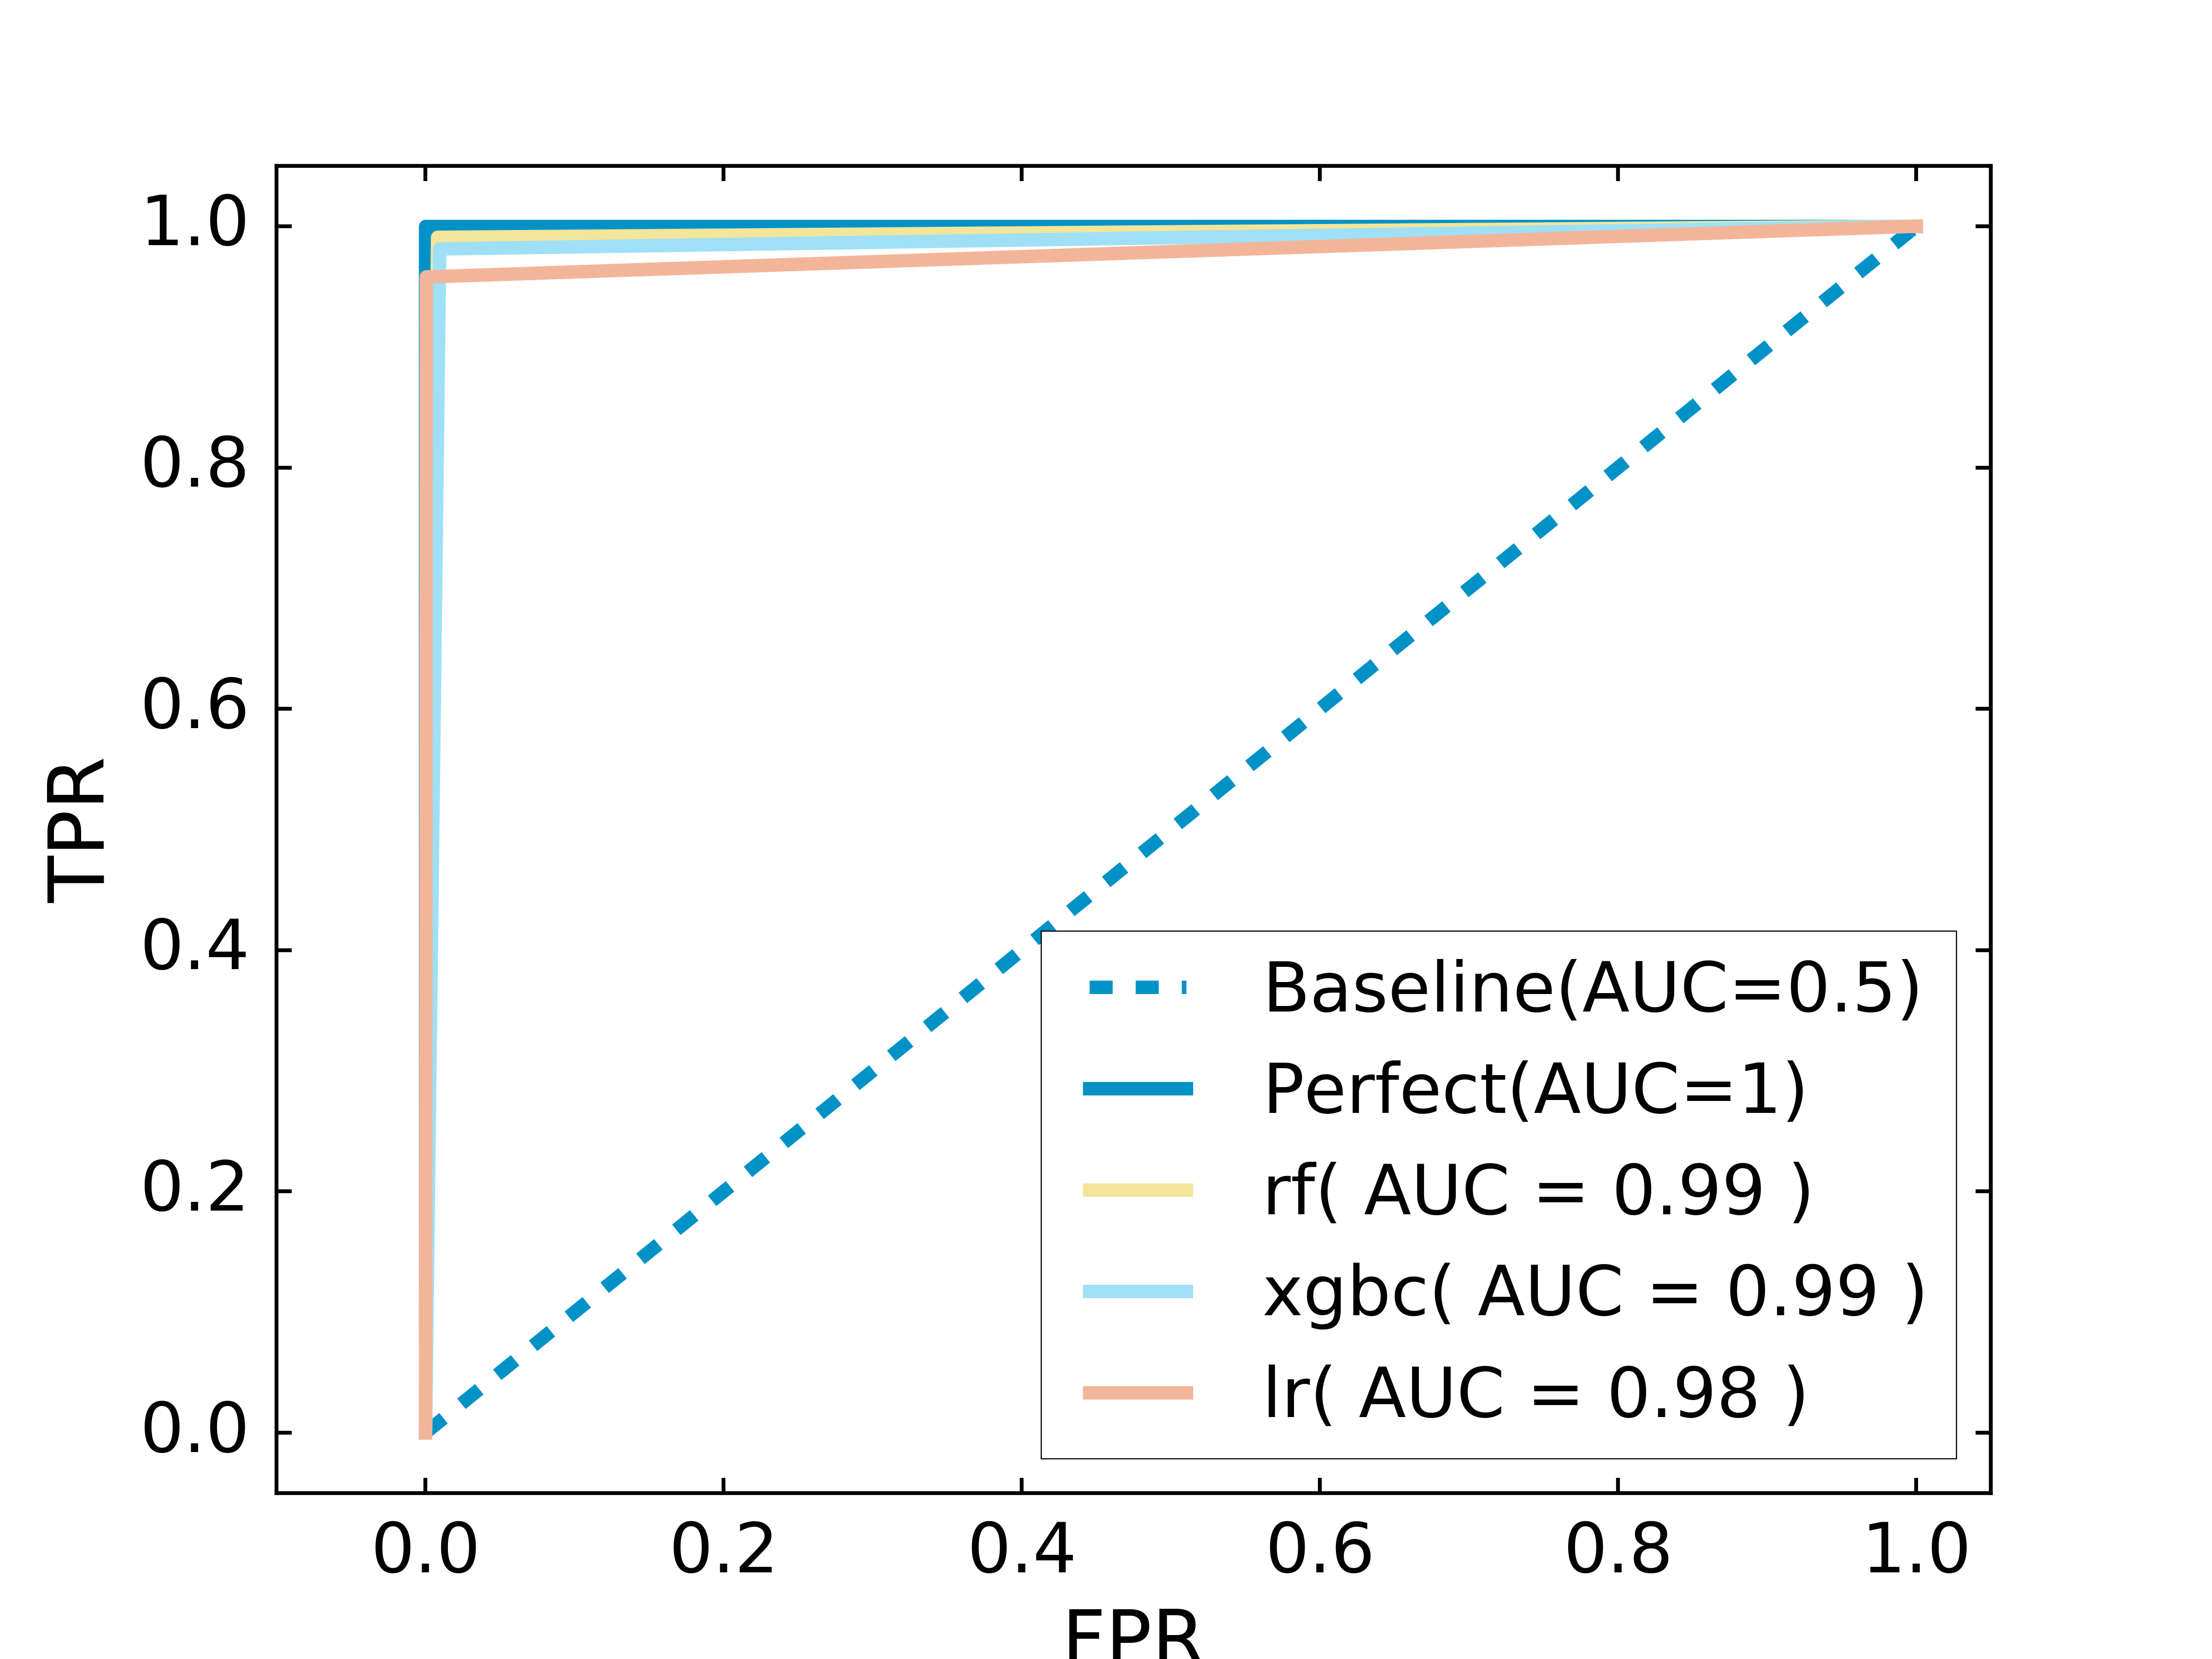 1.0
0.8
0.6
0.4
0.2
0.0
TPR
Baseline(AUC=0.5)
Perfect(AUC=1)
rf( AUC = 0.99 )
xgbc( AUC = 0.99 )
lr( AUC = 0.98 )
0.0 0.2 0.4 0.6 0.8 1.0
FPR